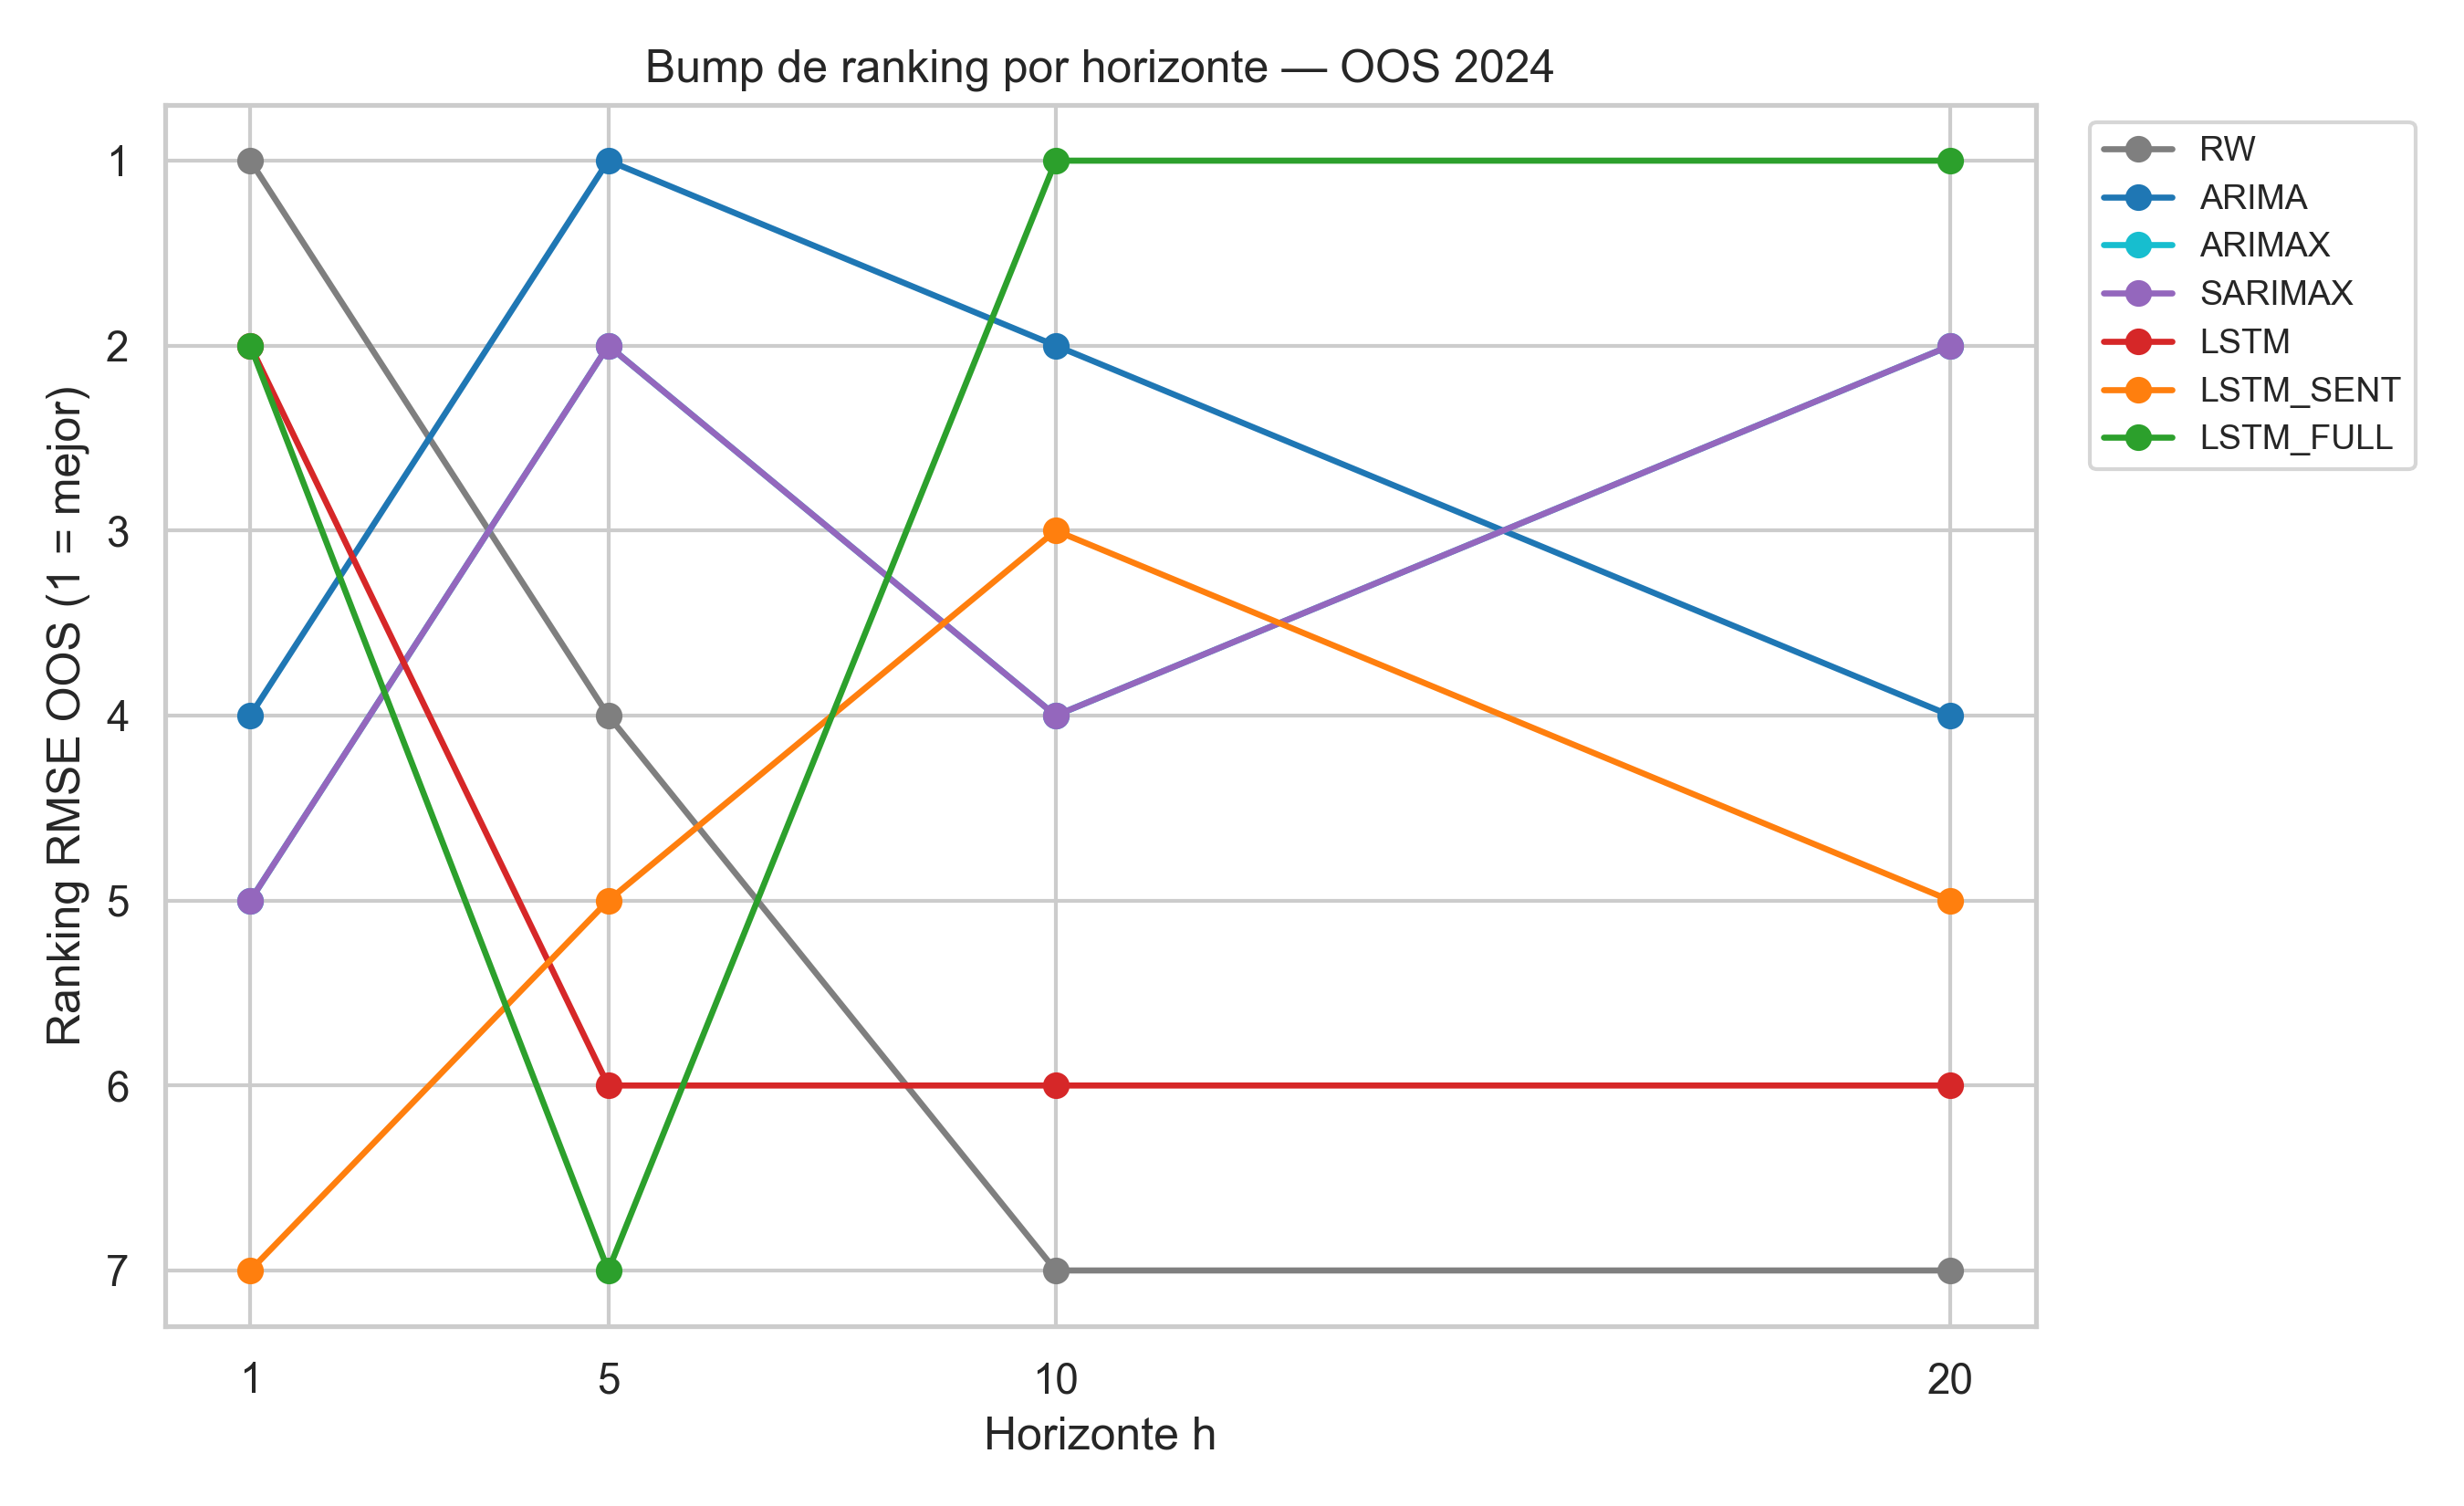 Bump de ranking por horizonte — OOS 2024
Ranking RMSE OOS (1 = mejor)
1
2
3
4
5
6
7
1
5
10
20
Horizonte h
RW
ARIMA
ARIMAX
SARIMAX
LSTM
LSTM_SENT
LSTM_FULL